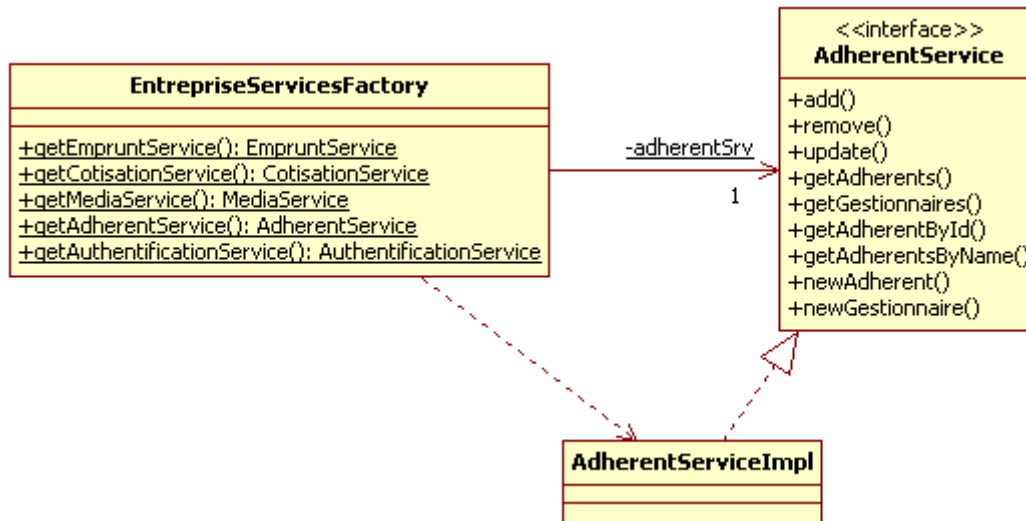 EntrepriseServicesFactory
+getEmpruntService(): EmpruntService
+getCotisationService(): CotisationService
+getMediaService(): MediaService
+getAdherentService(): AdherentService
+getAuthentificationService(): AuthentificationService
-adherentSrv
1
<<interface>>
AdherentService
+add()
+remove()
+update()
+getAdherents()
+getGestionnaires()
+getAdherentById()
+getAdherentsByName()
+newAdherent()
+newGestionnaire()
AdherentServiceImpl